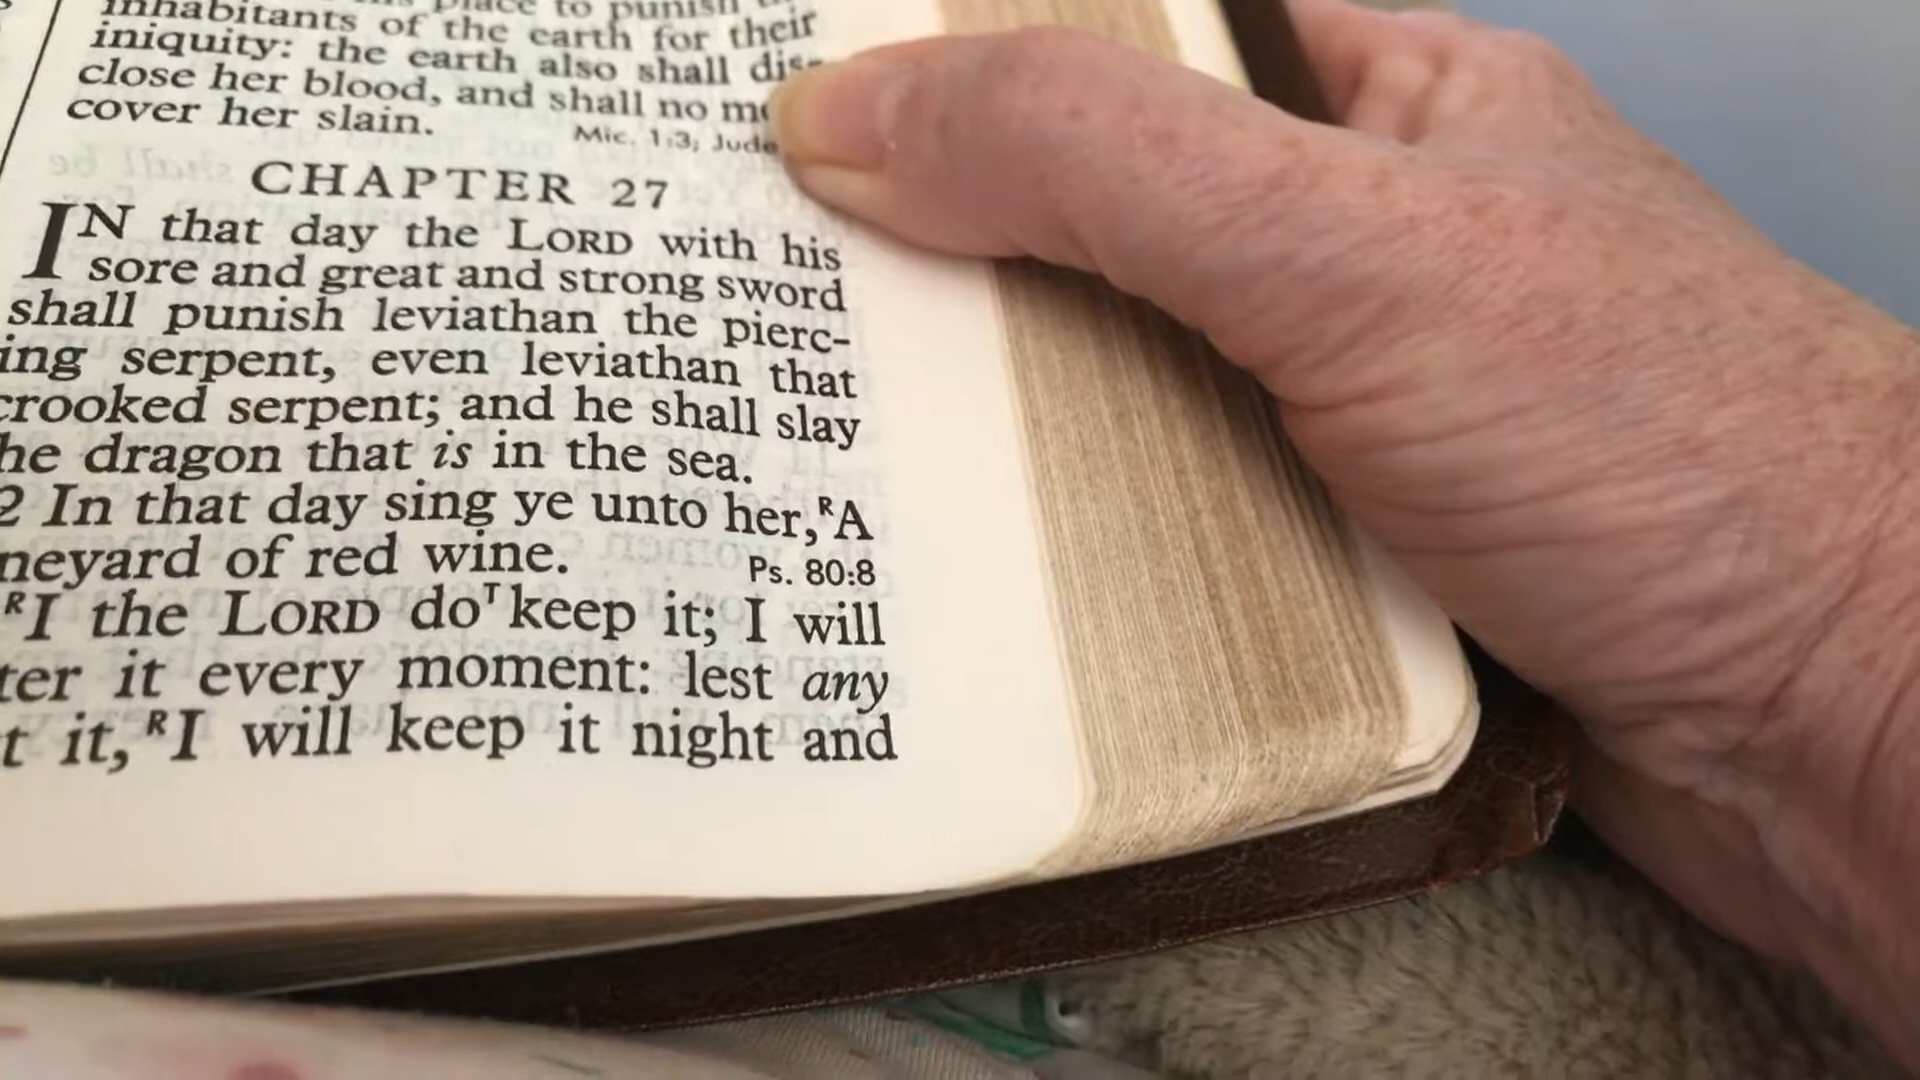 inhabitants of the earth for their
iniquity: the earth also shall dis-
close her blood, and shall no
cover her slain.
Mic. 1:3; Jude
CHAPTER 27
IN that day the LORD with his
sore and great and strong sword
shall punish leviathan the pierc-
ing serpent, even leviathan that
crooked serpent; and he shall slay
he dragon that is in the sea.
2 In that day sing ye unto her,ᴿA
neyard of red wine. Ps. 80:8
ᴿI the LORD doᵀkeep it; I will
ter it every moment: lest any
t it, ᴿI will keep it night and